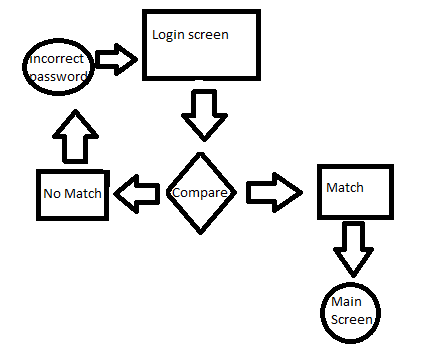 Login screen
Incorrect
password
Compare
No Match
Match
Main
Screen